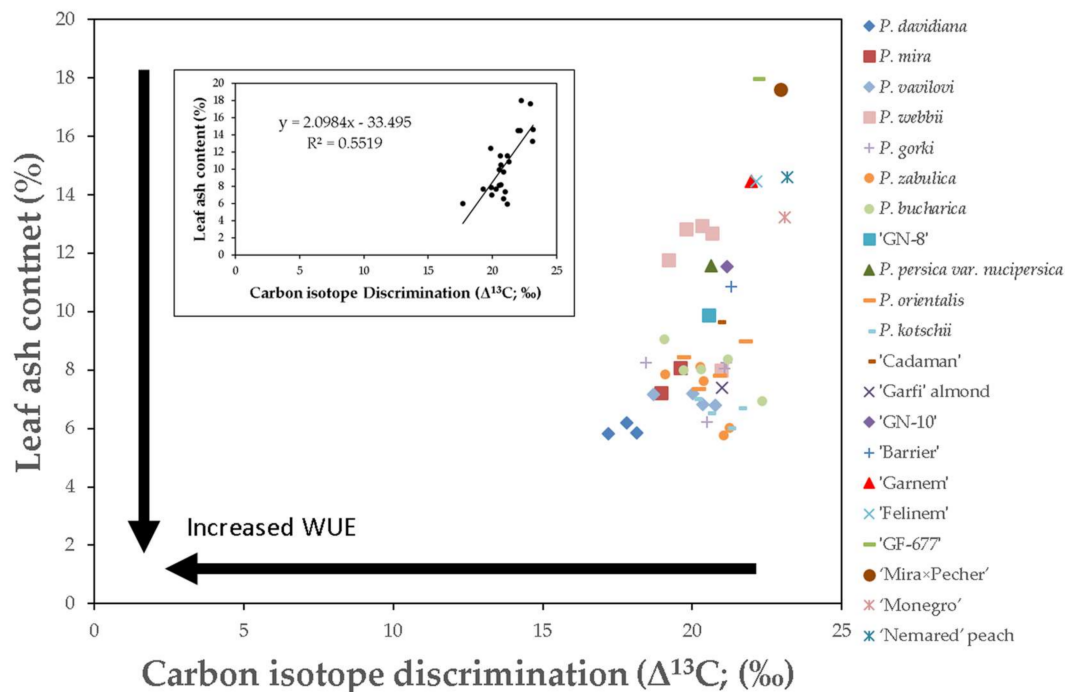 20
18
16
14
12
10
8
6
4
2
0
Leaf ash contnet (%)
0 5 10 15 20 25
Carbon isotope discrimination (Δ¹³C; (‰)
Increased WUE
20
18
16
14
12
10
8
6
4
2
0
Leaf ash content (%)
y = 2.0984x - 33.495
R² = 0.5519
0 5 10 15 20 25
Carbon isotope Discrimination (Δ¹³C; ‰)
P. davidiana
P. mira
P. vavilovi
P. webbii
P. gorki
P. zabulica
P. bucharica
'GN-8'
P. persica var. nucipersica
P. orientalis
P. kotschii
'Cadaman'
'Garfi' almond
'GN-10'
'Barrier'
'Garnem'
'Felinem'
'GF-677'
‘Mira×Pecher’
‘Monegro’
‘Nemared’ peach